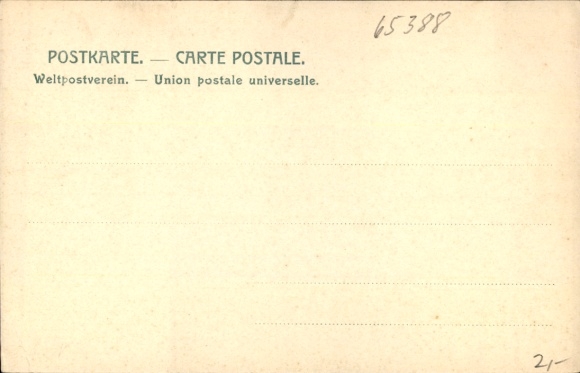 65388
POSTKARTE. — CARTE POSTALE.
Weltpostverein. — Union postale universelle.
2,-